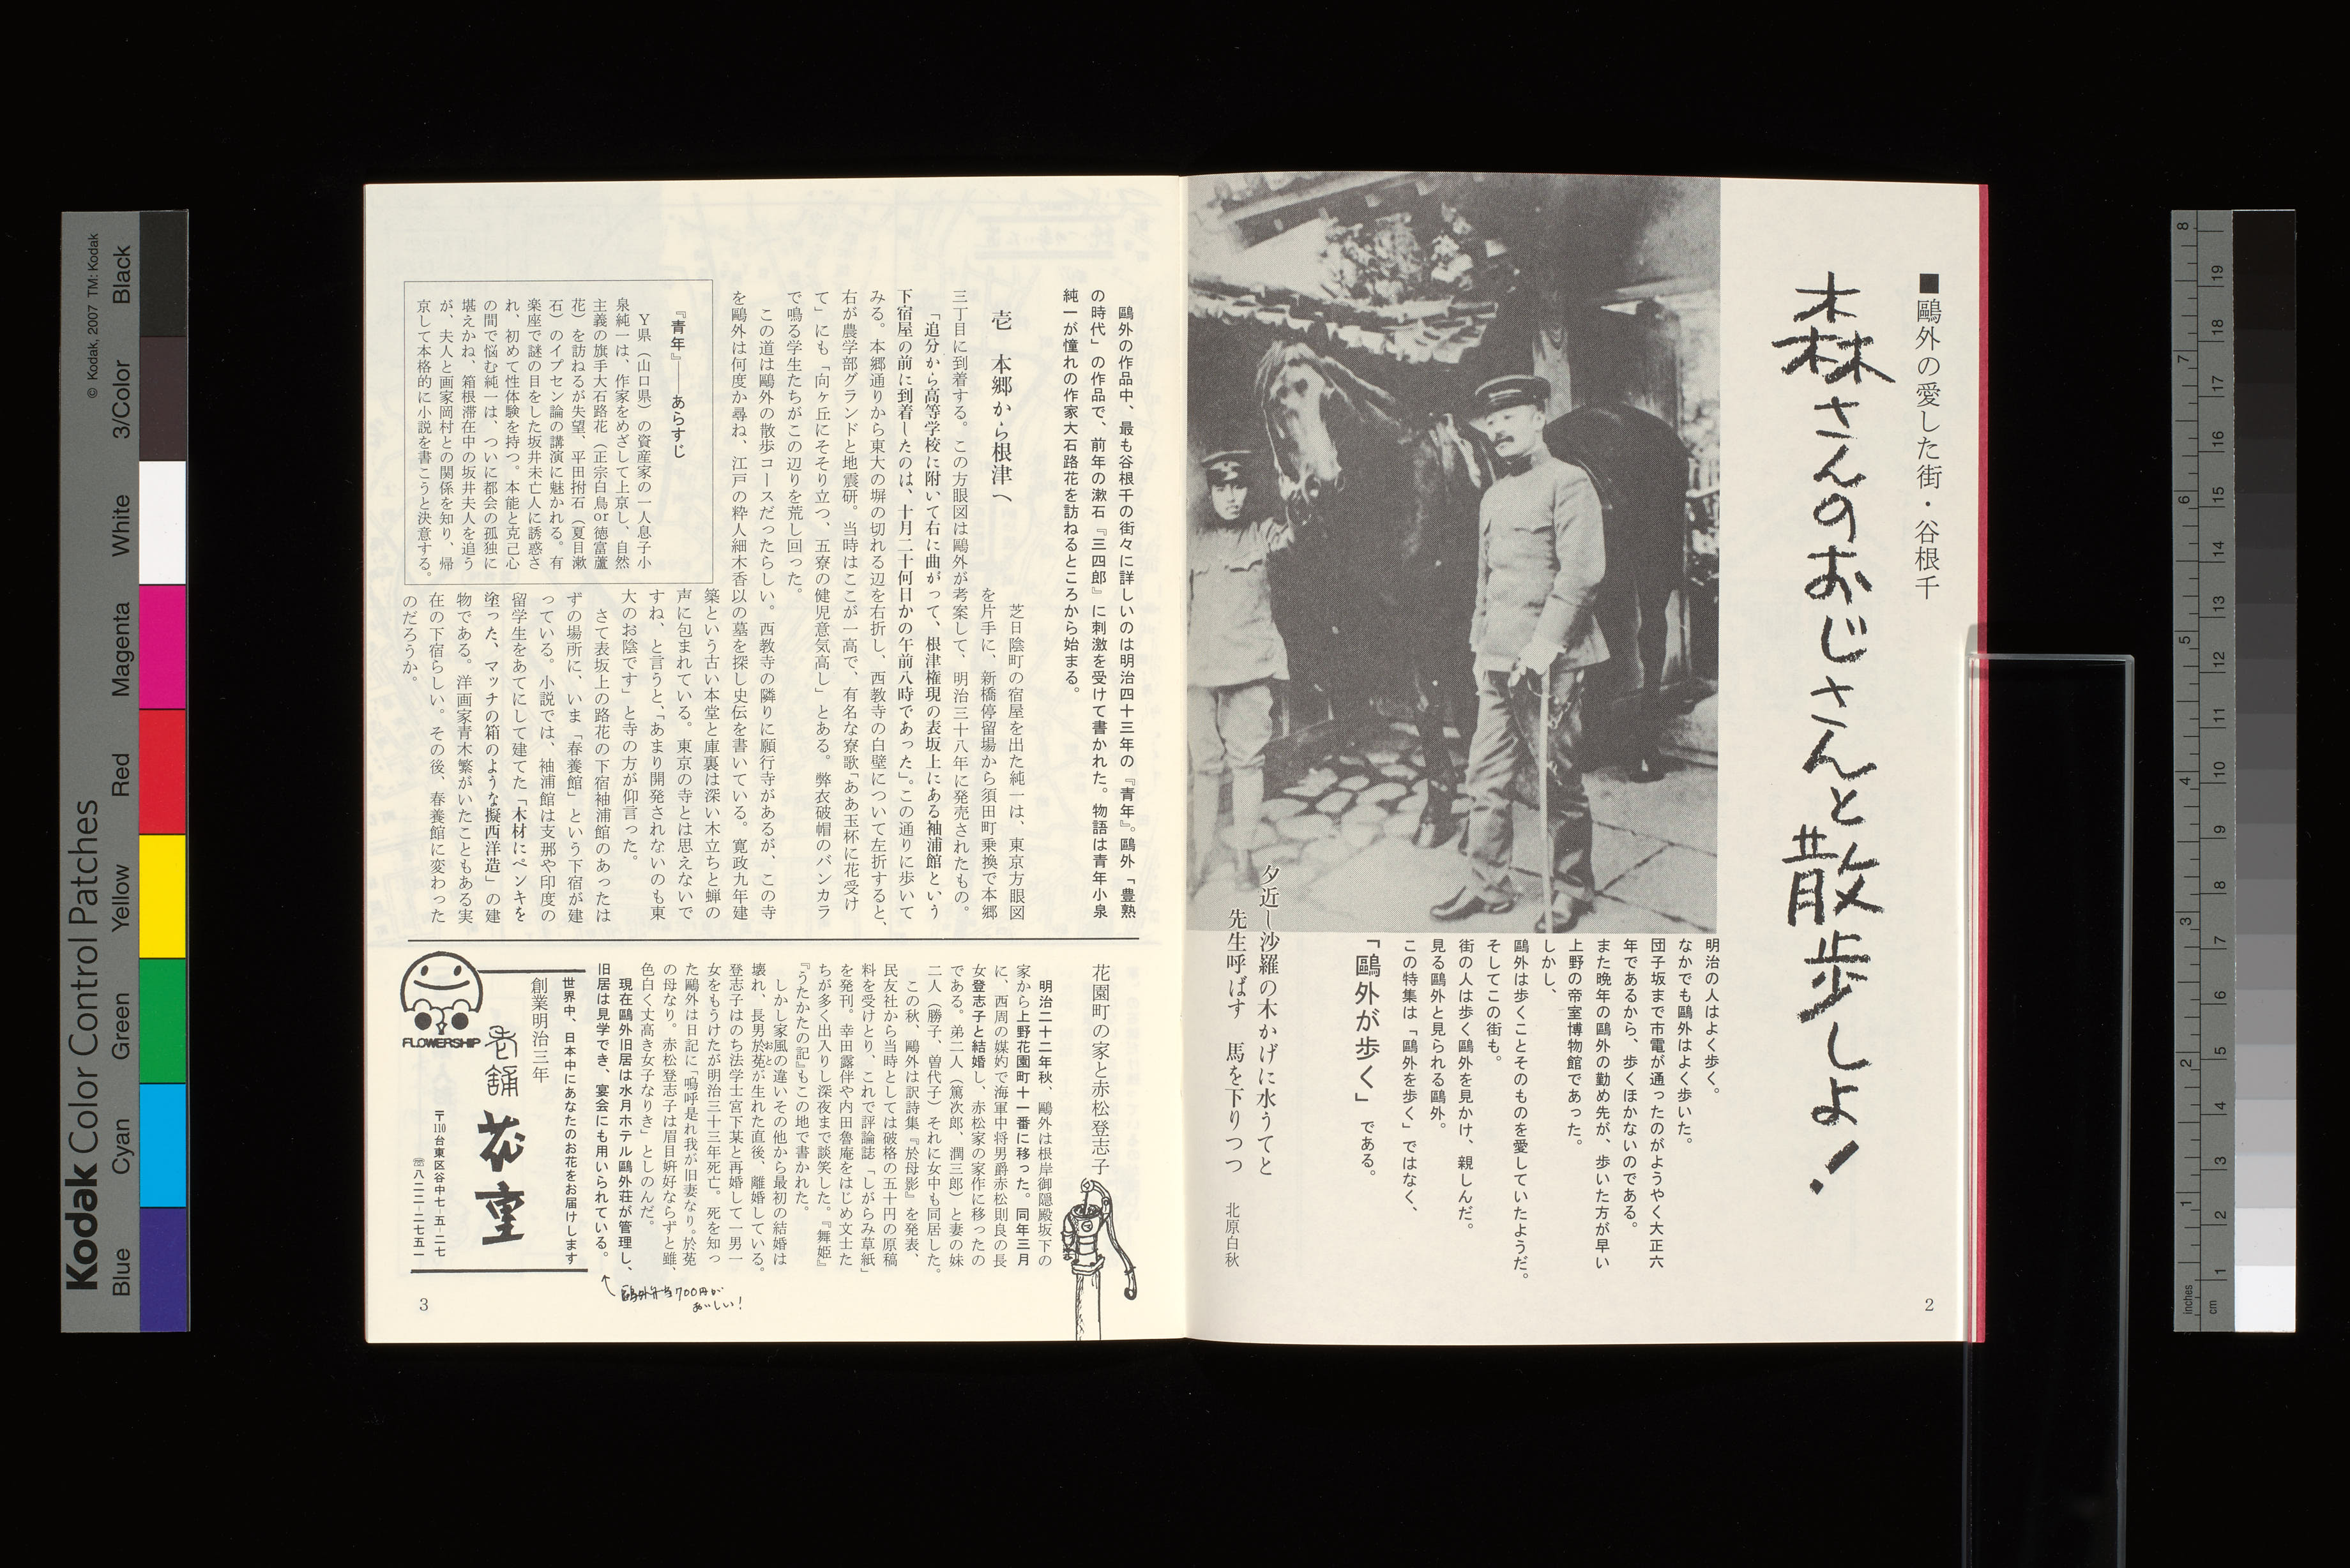 ■鷗外の愛した街・谷根千
森さんのおじさんと散歩しよ!
明治の人はよく歩く。
なかでも鷗外はよく歩いた。
団子坂まで市電が通ったのがようやく大正六
年であるから、歩くほかないのである。
また晩年の鷗外の勤め先が、歩いた方が早い
上野の帝室博物館であった。
しかし、
鷗外は歩くことそのものを愛していたようだ。
そしてこの街も。
街の人は歩く鷗外を見かけ、親しんだ。
見る鷗外と見られる鷗外。
この特集は「鷗外を歩く」ではなく、
「鷗外が歩く」である。
夕近し沙羅の木かげに水うてと
先生呼ばす 馬を下りつつ
北原白秋
2
鷗外の作品中、最も谷根千の街々に詳しいのは明治四十三年の『青年』。鷗外「豊熟
の時代」の作品で、前年の漱石『三四郎』に刺激を受けて書かれた。物語は青年小泉
純一が憧れの作家大石路花を訪ねるところから始まる。
壱 本郷から根津へ
芝日陰町の宿屋を出た純一は、東京方眼図
を片手に、新橋停留場から須田町乗換で本郷
三丁目に到着する。この方眼図は鷗外が考案して、明治三十八年に発売されたもの。
「追分から高等学校に附いて右に曲がって、根津権現の表坂上にある袖浦館という
下宿屋の前に到着したのは、十月二十何日かの午前八時であった」。この通りに歩いて
みる。本郷通りから東大の塀の切れる辺を右折し、西教寺の白壁について左折すると、
右が農学部グランドと地震研。当時はここが一高で、有名な寮歌「ああ玉杯に花受け
て」にも「向ヶ丘にそそり立つ、五寮の健児意気高し」とある。弊衣破帽のバンカラ
で鳴る学生たちがこの辺りを荒し回った。
この道は鷗外の散歩コースだったらしい。西教寺の隣りに願行寺があるが、この寺
を鷗外は何度か尋ね、江戸の粋人細木香以の墓を探し史伝を書いている。寛政九年建
築という古い本堂と庫裏は深い木立ちと蝉の
声に包まれている。東京の寺とは思えないで
すね、と言うと、「あまり開発されないのも東
大のお陰です」と寺の方が仰言った。
さて表坂上の路花の下宿袖浦館のあったは
ずの場所に、いま「春養館」という下宿が建
っている。小説では、袖浦館は支那や印度の
留学生をあてにして建てた「木材にペンキを
塗った、マッチの箱のような擬西洋造」の建
物である。洋画家青木繁がいたこともある実
在の下宿らしい。その後、春養館に変わった
のだろうか。
『青年』――あらすじ
Y県(山口県)の資産家の一人息子小
泉純一は、作家をめざして上京し、自然
主義の旗手大石路花(正宗白鳥or徳富蘆
花)を訪ねるが失望、平田拊石(夏目漱
石)のイプセン論の講演に魅かれる。有
楽座で謎の目をした坂井未亡人に誘惑さ
れ、初めて性体験を持つ。本能と克己心
の間で悩む純一は、ついに都会の孤独に
堪えかね、箱根滞在中の坂井夫人を追う
が、夫人と画家岡村との関係を知り、帰
京して本格的に小説を書こうと決意する。
花園町の家と赤松登志子
明治二十二年秋、鷗外は根岸御隠殿坂下の
家から上野花園町十一番に移った。同年三月
に、西周の媒妁で海軍中将男爵赤松則良の長
女登志子と結婚し、赤松家の家作に移ったの
である。弟二人(篤次郎、潤三郎)と妻の妹
二人(勝子、曽代子)それに女中も同居した。
この秋、鷗外は訳詩集『於母影』を発表、
民友社から当時としては破格の五十円の原稿
料を受けとり、これで評論誌「しがらみ草紙」
を発刊。幸田露伴や内田魯庵をはじめ文士た
ちが多く出入りし深夜まで談笑した。『舞姫』
『うたかたの記』もこの地で書かれた。
しかし家風の違いその他から最初の結婚は
壊れ、長男於菟が生れた直後、離婚している。
登志子はのち法学士宮下某と再婚して一男一
女をもうけたが明治三十三年死亡。死を知っ
た鷗外は日記に「嗚呼是れ我が旧妻なり。於菟
の母なり。赤松登志子は眉目妍好ならずと雖、
色白く丈高き女子なりき」としのんだ。
現在鷗外旧居は水月ホテル鷗外荘が管理し、
旧居は見学でき、宴会にも用いられている。
鷗外弁当700円がおいしい!
世界中、日本中にあなたのお花をお届けします
創業明治三年
老舗 花重
〒110台東区谷中七-五-二七
☎八二二-二七五一
FLOWERSHIP
3
Kodak Color Control Patches
© Kodak, 2007 TM: Kodak
Blue Cyan Green Yellow Red Magenta White 3/Color Black
inches 1 2 3 4 5 6 7 8
cm 1 2 3 4 5 6 7 8 9 10 11 12 13 14 15 16 17 18 19